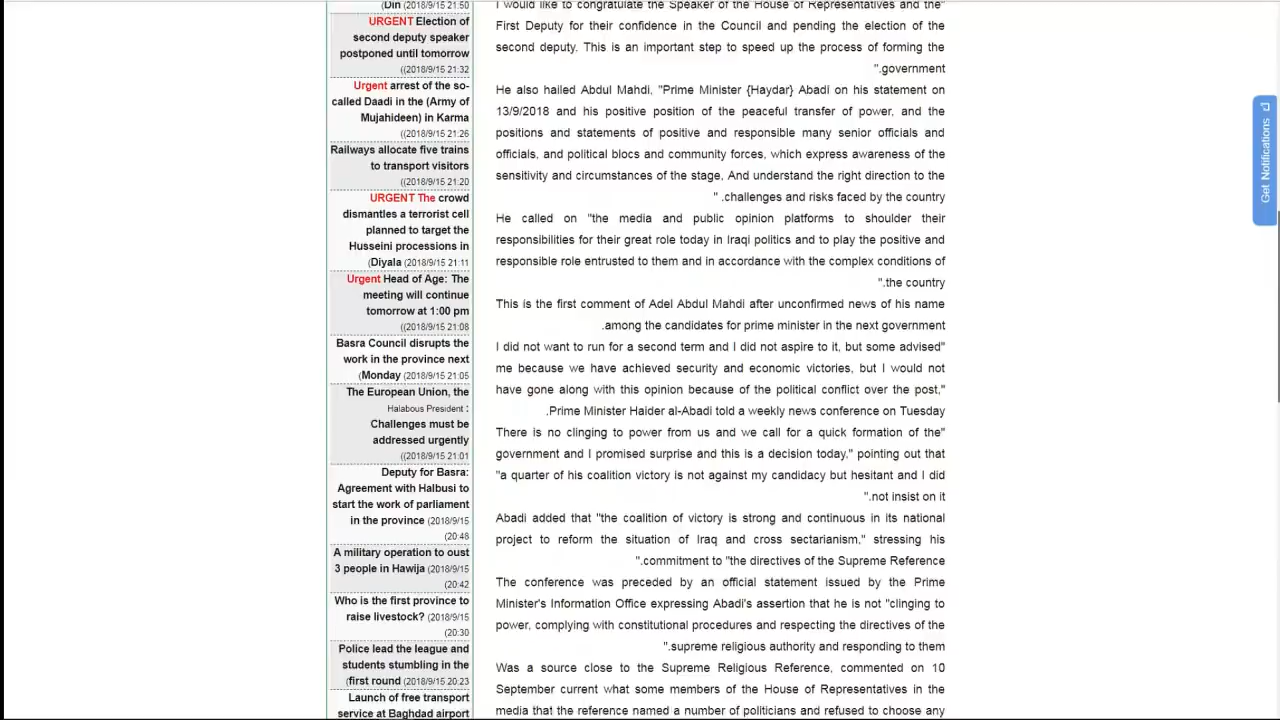 (Din (2018/9/15 21:50
URGENT Election of
second deputy speaker
postponed until tomorrow
((2018/9/15 21:32
Urgent arrest of the so-
called Daadi in the (Army of
Mujahideen) in Karma
((2018/9/15 21:26
Railways allocate five trains
to transport visitors
((2018/9/15 21:20
URGENT The crowd
dismantles a terrorist cell
planned to target the
Husseini processions in
(Diyala (2018/9/15 21:11
Urgent Head of Age: The
meeting will continue
tomorrow at 1:00 pm
((2018/9/15 21:08
Basra Council disrupts the
work in the province next
(Monday (2018/9/15 21:05
The European Union, the
Halabous President :
Challenges must be
addressed urgently
((2018/9/15 21:01
Deputy for Basra:
Agreement with Halbusi to
start the work of parliament
in the province (2018/9/15
(20:48
A military operation to oust
3 people in Hawija (2018/9/15
(20:42
Who is the first province to
raise livestock? (2018/9/15
(20:30
Police lead the league and
students stumbling in the
(first round (2018/9/15 20:23
Launch of free transport
service at Baghdad airport
I would like to congratulate the Speaker of the House of Representatives and the"
First Deputy for their confidence in the Council and pending the election of the
second deputy. This is an important step to speed up the process of forming the
".government
He also hailed Abdul Mahdi, "Prime Minister {Haydar} Abadi on his statement on
13/9/2018 and his positive position of the peaceful transfer of power, and the
positions and statements of positive and responsible many senior officials and
officials, and political blocs and community forces, which express awareness of the
sensitivity and circumstances of the stage, And understand the right direction to the
" .challenges and risks faced by the country
He called on "the media and public opinion platforms to shoulder their
responsibilities for their great role today in Iraqi politics and to play the positive and
responsible role entrusted to them and in accordance with the complex conditions of
".the country
This is the first comment of Adel Abdul Mahdi after unconfirmed news of his name
.among the candidates for prime minister in the next government
I did not want to run for a second term and I did not aspire to it, but some advised"
me because we have achieved security and economic victories, but I would not
have gone along with this opinion because of the political conflict over the post,"
.Prime Minister Haider al-Abadi told a weekly news conference on Tuesday
There is no clinging to power from us and we call for a quick formation of the"
government and I promised surprise and this is a decision today," pointing out that
"a quarter of his coalition victory is not against my candidacy but hesitant and I did
".not insist on it
Abadi added that "the coalition of victory is strong and continuous in its national
project to reform the situation of Iraq and cross sectarianism," stressing his
".commitment to "the directives of the Supreme Reference
The conference was preceded by an official statement issued by the Prime
Minister's Information Office expressing Abadi's assertion that he is not "clinging to
power, complying with constitutional procedures and respecting the directives of the
".supreme religious authority and responding to them
Was a source close to the Supreme Religious Reference, commented on 10
September current what some members of the House of Representatives in the
media that the reference named a number of politicians and refused to choose any
Get Notifications